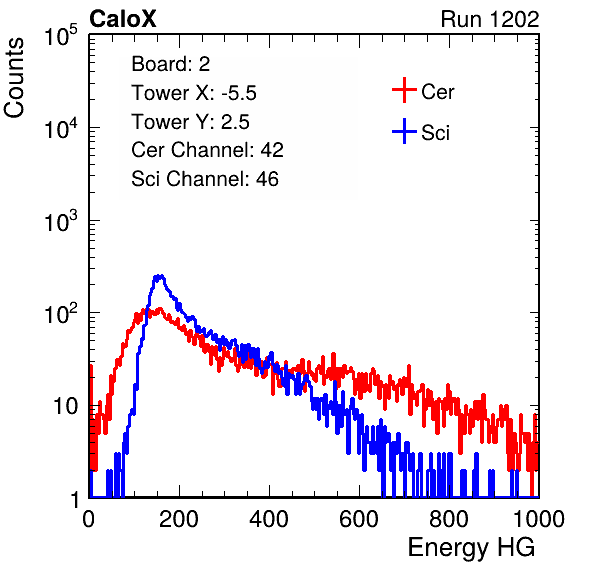 CaloX Run 1202
Counts
Board: 2
Tower X: -5.5
Tower Y: 2.5
Cer Channel: 42
Sci Channel: 46
Cer
Sci
10^5
10^4
10^3
10^2
10
1
0 200 400 600 800 1000
Energy HG